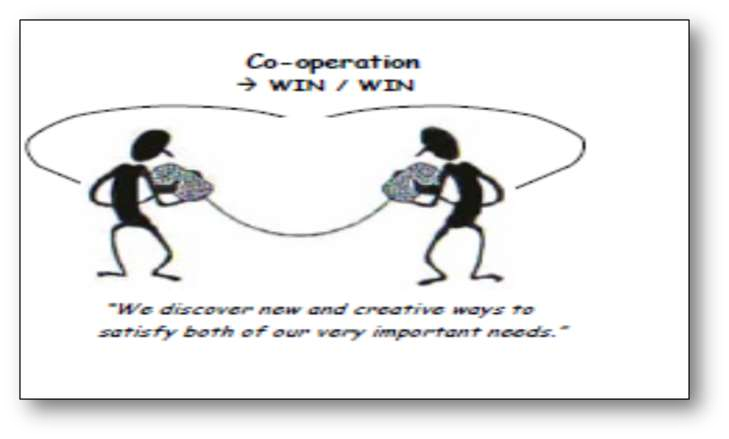 Co-operation
→ WIN / WIN
"We discover new and creative ways to
satisfy both of our very important needs."